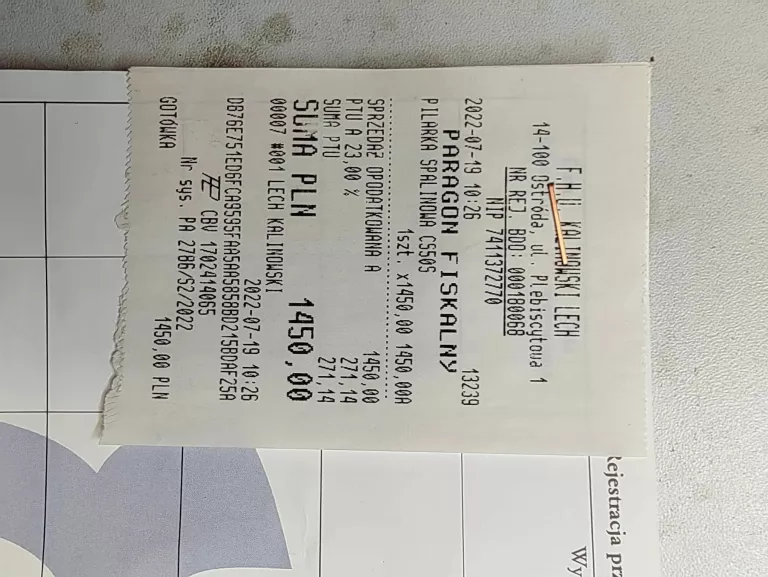 F.H.U. KALINOWSKI LECH
14-100 Ostróda, ul. Plebiscytowa 1
NR REJ. BDO: 000180068
NIP 7411372770
2022-07-19 10:26 13239
PARAGON FISKALNY
PILARKA SPALINOWA CS50S
1szt. x1450,00 1450,00A
SPRZEDAŻ OPODATKOWANA A 1450,00
PTU A 23,00 % 271,14
SUMA PTU 271,14
SUMA PLN 1450,00
00007 #001 LECH KALINOWSKI
2022-07-19 10:26
DB76E751ED6FCA9595FAA5AA5858BD215BDAF25A
CBV 1702414065
Nr sys. PA 2786/S2/2022
GOTÓWKA 1450,00 PLN
Rejestracja prz
Wy